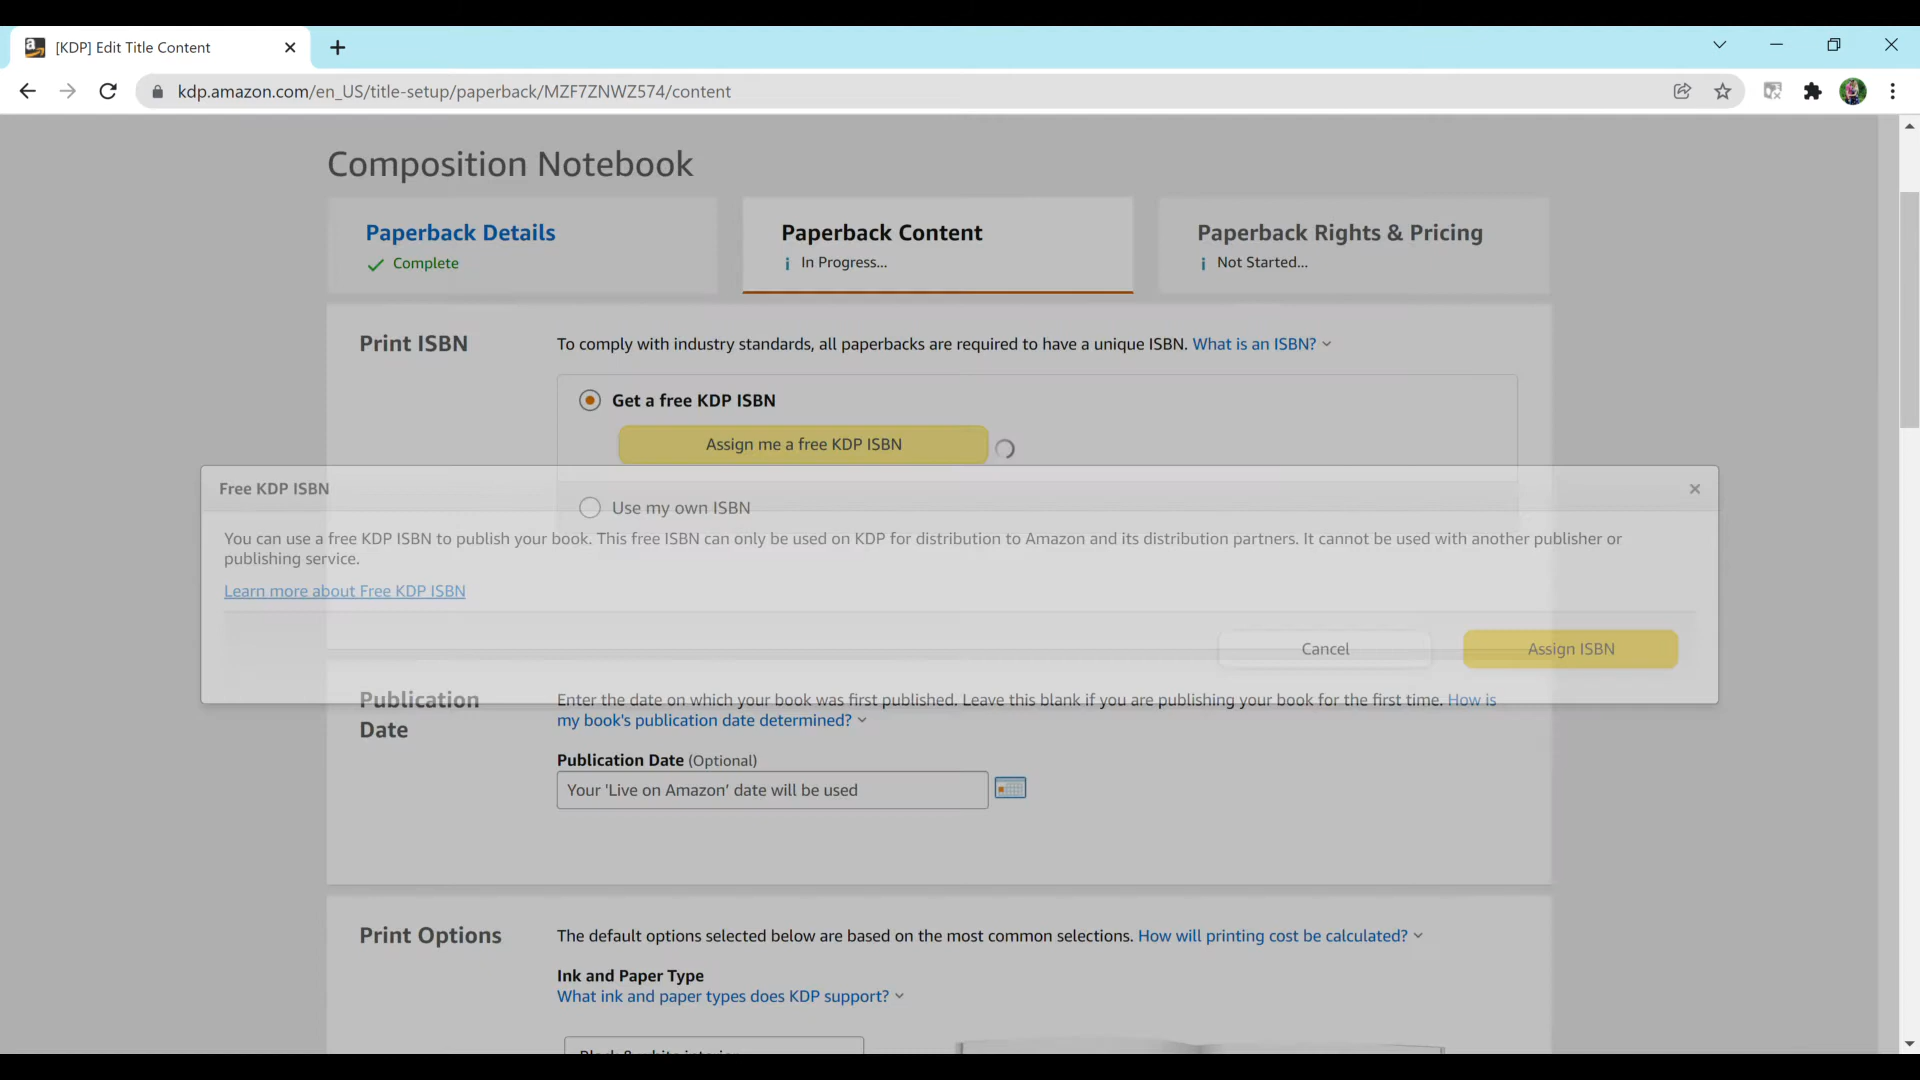 [KDP] Edit Title Content
kdp.amazon.com/en_US/title-setup/paperback/MZF7ZNWZ574/content
Composition Notebook
Paperback Details
Complete
Paperback Content
In Progress...
Paperback Rights & Pricing
Not Started...
Print ISBN
To comply with industry standards, all paperbacks are required to have a unique ISBN. What is an ISBN?
Get a free KDP ISBN
Assign me a free KDP ISBN
Free KDP ISBN
Use my own ISBN
You can use a free KDP ISBN to publish your book. This free ISBN can only be used on KDP for distribution to Amazon and its distribution partners. It cannot be used with another publisher or
publishing service.
Learn more about Free KDP ISBN
Cancel
Assign ISBN
Publication
Date
Enter the date on which your book was first published. Leave this blank if you are publishing your book for the first time. How is
my book's publication date determined?
Publication Date (Optional)
Your 'Live on Amazon' date will be used
Print Options
The default options selected below are based on the most common selections. How will printing cost be calculated?
Ink and Paper Type
What ink and paper types does KDP support?